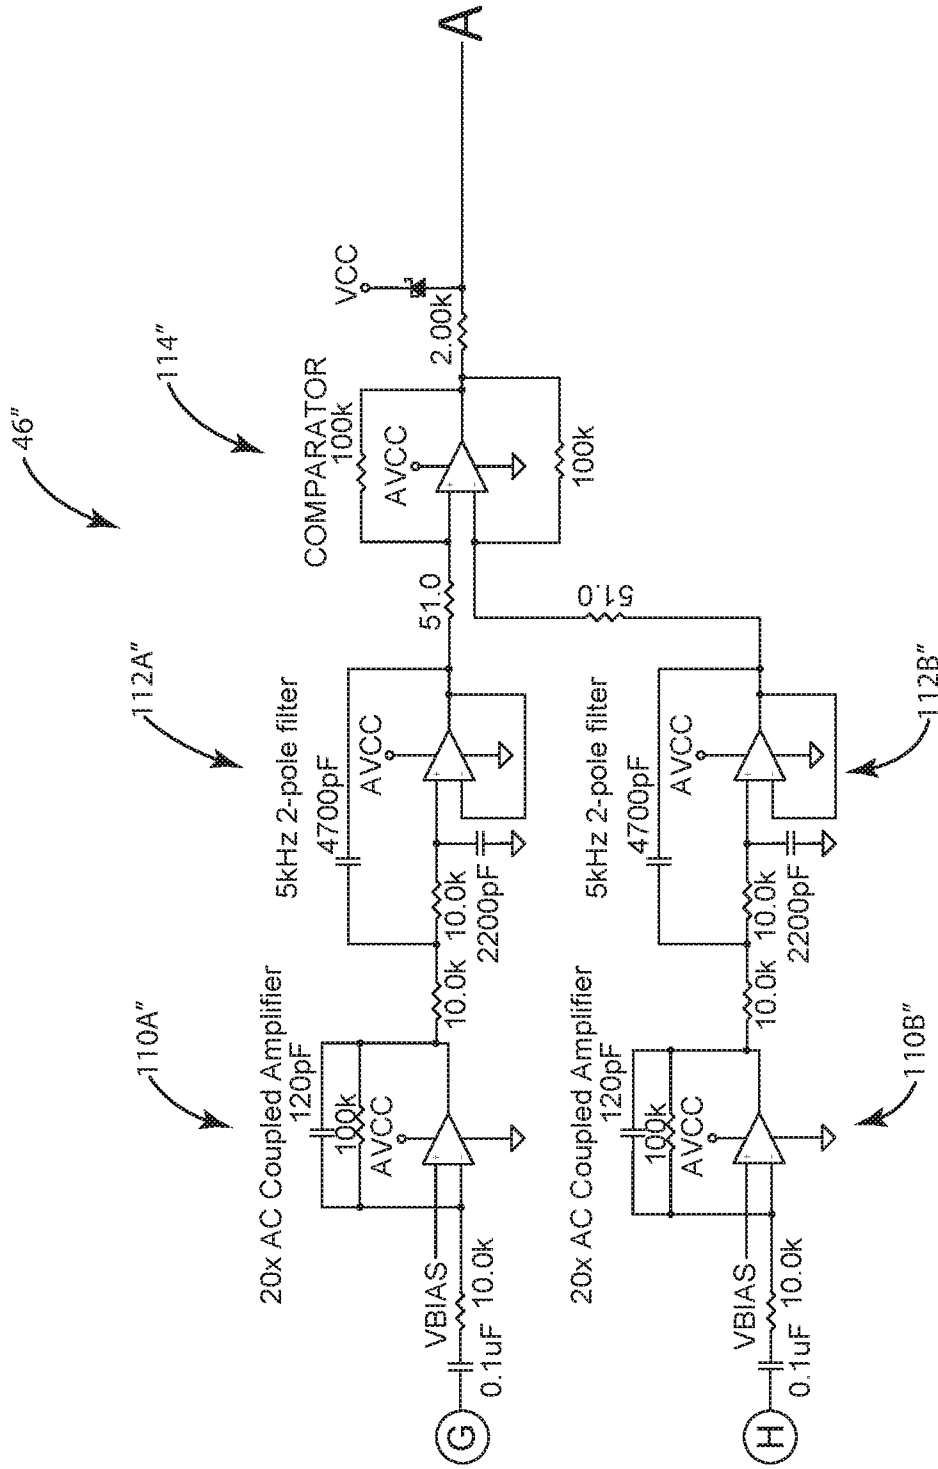 46"
110A"
112A"
114"
20x AC Coupled Amplifier
120pF
100k
AVCC
VBIAS
10.0k
0.1uF
G
10.0k
5kHz 2-pole filter
4700pF
AVCC
10.0k
2200pF
51.0
COMPARATOR
100k
AVCC
100k
VCC
2.00k
A
51.0
20x AC Coupled Amplifier
120pF
100k
AVCC
VBIAS
10.0k
0.1uF
H
10.0k
5kHz 2-pole filter
4700pF
AVCC
10.0k
2200pF
110B"
112B"